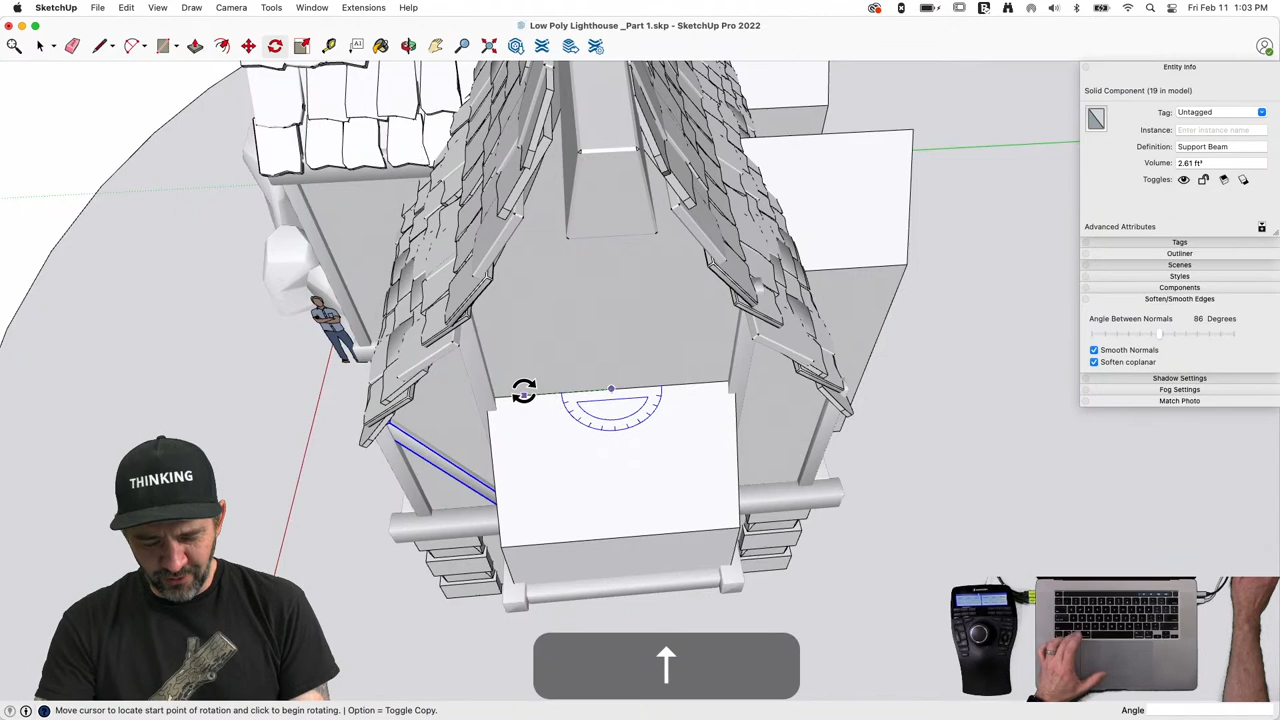 SketchUp File Edit View Draw Camera Tools Window Extensions Help
Fri Feb 11 1:03 PM
Low Poly Lighthouse _Part 1.skp - SketchUp Pro 2022
Entity Info
Solid Component (19 in model)
Tag: Untagged
Instance: Enter instance name
Definition: Support Beam
Volume: 2.61 ft³
Toggles:
Advanced Attributes
Tags
Outliner
Scenes
Styles
Components
Soften/Smooth Edges
Angle Between Normals 86 Degrees
Smooth Normals
Soften coplanar
Shadow Settings
Fog Settings
Match Photo
THINKING
Move cursor to locate start point of rotation and click to begin rotating. | Option = Toggle Copy.
Angle